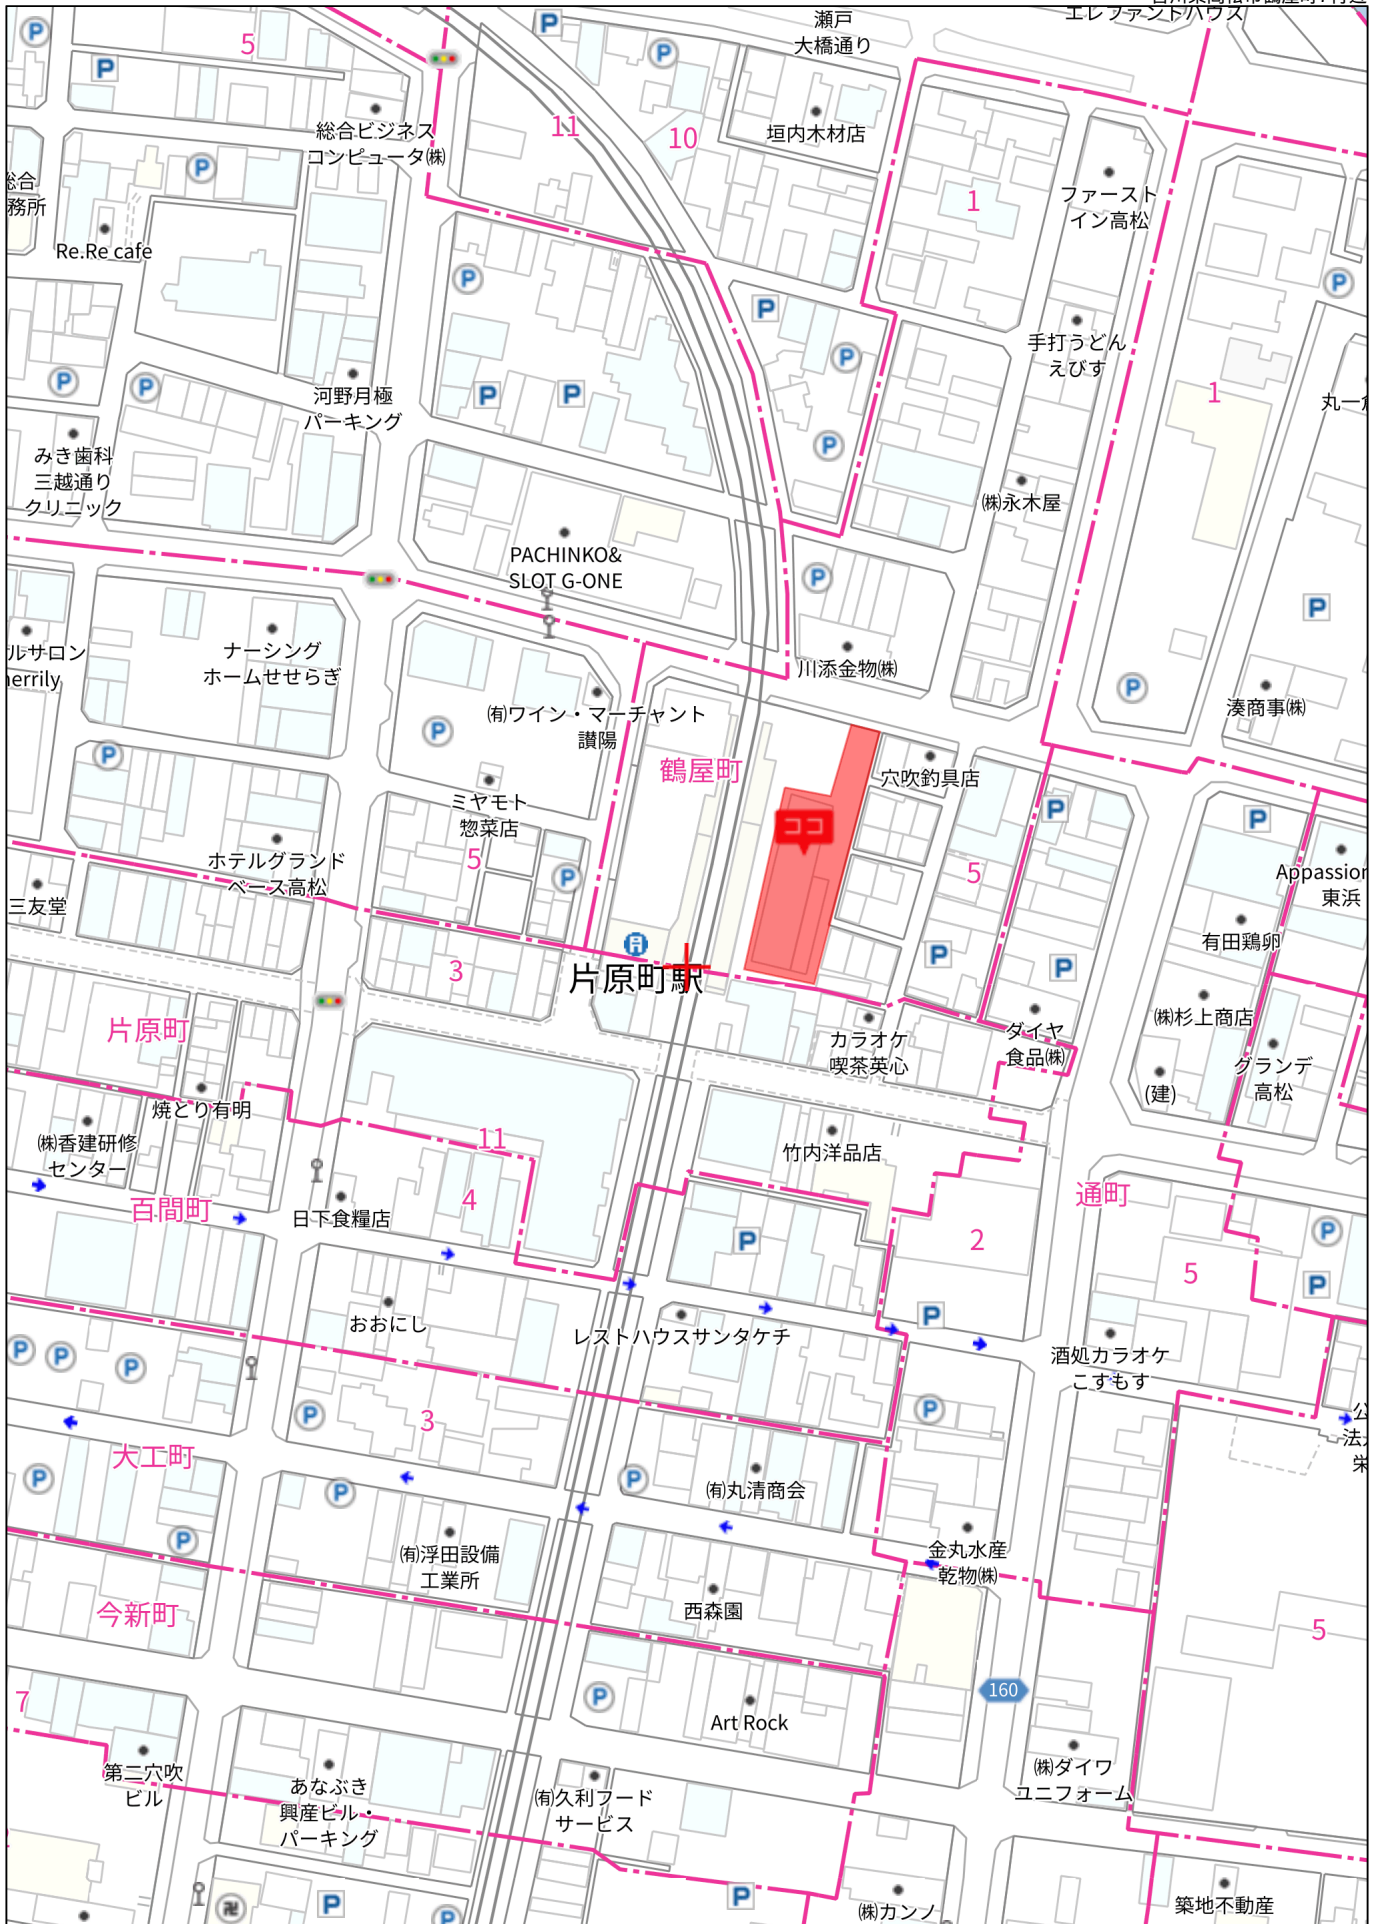 エレファントハウス
瀬戸
大橋通り
5
総合ビジネス
コンピュータ㈱
11
10
垣内木材店
1
ファースト
イン高松
総合
務所
Re.Re cafe
手打うどん
えびす
1
河野月極
パーキング
みき歯科
三越通り
クリニック
㈱永木屋
PACHINKO&
SLOT G-ONE
ナーシング
ホームせせらぎ
ルサロン
herrily
川添金物㈱
湊商事㈱
㈲ワイン・マーチャント
讃陽
鶴屋町
穴吹釣具店
ミヤモト
惣菜店
ココ
5
5
ホテルグランド
ベース高松
三友堂
Appassion
東浜
有田鶏卵
3
片原町駅
片原町
カラオケ
喫茶英心
ダイヤ
食品㈱
㈱杉上商店
グランデ
高松
(建)
焼とり有明
㈱香建研修
センター
11
竹内洋品店
百間町
日下食糧店
4
通町
2
5
おおにし
レストハウスサンタケチ
酒処カラオケ
こすもす
3
大工町
㈲丸清商会
㈲浮田設備
工業所
金丸水産
乾物㈱
西森園
今新町
5
160
7
Art Rock
第二穴吹
ビル
あなぶき
興産ビル・
パーキング
㈲久利フード
サービス
㈱ダイワ
ユニフォーム
㈱カンノ
築地不動産